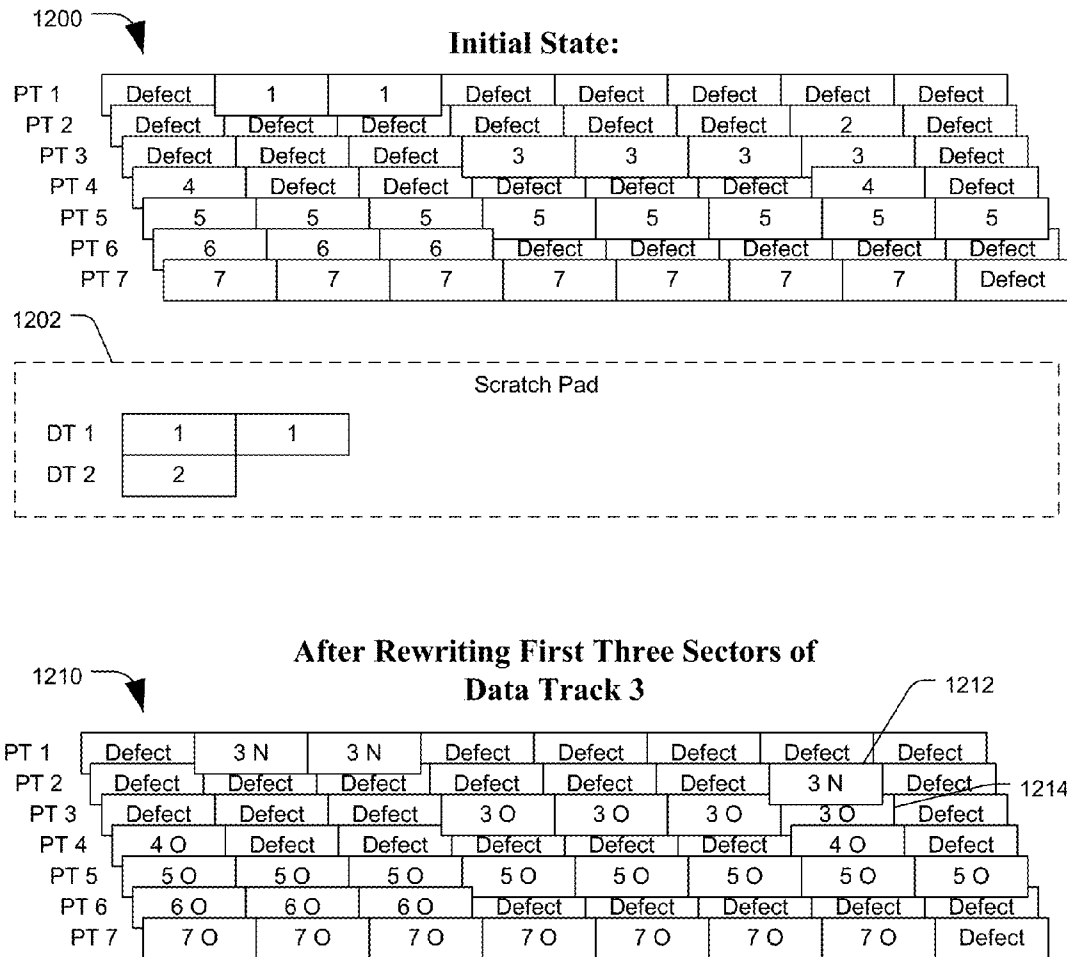 1200
Initial State:
PT 1 Defect 1 1 Defect Defect Defect Defect Defect
PT 2 Defect Defect Defect Defect Defect Defect 2 Defect
PT 3 Defect Defect Defect 3 3 3 3 Defect
PT 4 4 Defect Defect Defect Defect Defect 4 Defect
PT 5 5 5 5 5 5 5 5 5
PT 6 6 6 6 Defect Defect Defect Defect Defect
PT 7 7 7 7 7 7 7 7 Defect
1202
Scratch Pad
DT 1 1 1
DT 2 2
After Rewriting First Three Sectors of
Data Track 3
1210
1212
PT 1 Defect 3 N 3 N Defect Defect Defect Defect Defect
PT 2 Defect Defect Defect Defect Defect Defect 3 N Defect
1214
PT 3 Defect Defect Defect 3 O 3 O 3 O 3 O Defect
PT 4 4 O Defect Defect Defect Defect Defect 4 O Defect
PT 5 5 O 5 O 5 O 5 O 5 O 5 O 5 O 5 O
PT 6 6 O 6 O 6 O Defect Defect Defect Defect Defect
PT 7 7 O 7 O 7 O 7 O 7 O 7 O 7 O Defect